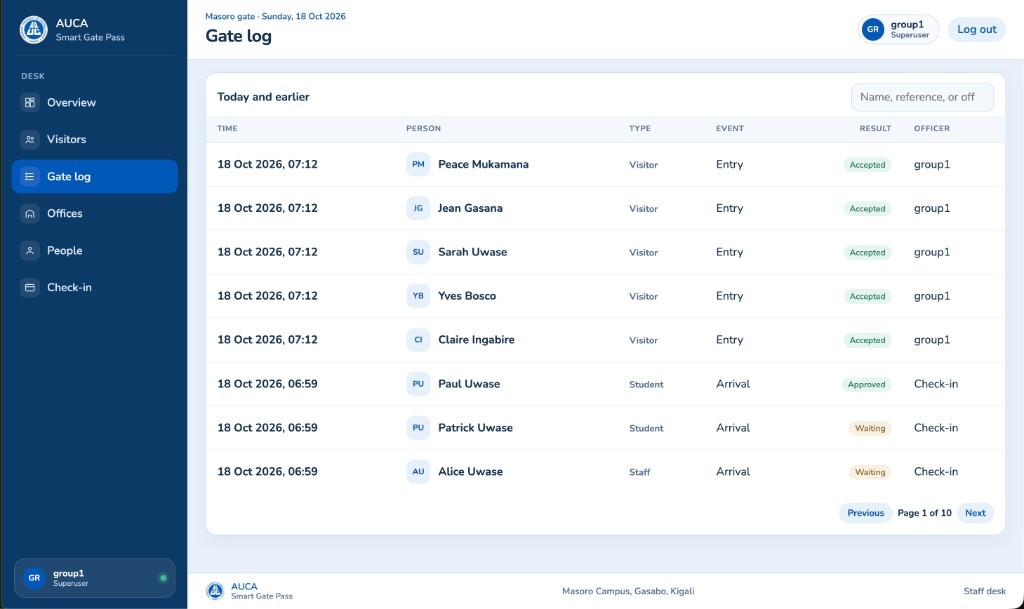 AUCA
Smart Gate Pass
DESK
Overview
Visitors
Gate log
Offices
People
Check-in
GR
group1
Superuser
Masoro gate · Sunday, 18 Oct 2026
Gate log
GR group1
Superuser
Log out
Today and earlier
Name, reference, or off
TIME PERSON TYPE EVENT RESULT OFFICER
18 Oct 2026, 07:12 PM Peace Mukamana Visitor Entry Accepted group1
18 Oct 2026, 07:12 JG Jean Gasana Visitor Entry Accepted group1
18 Oct 2026, 07:12 SU Sarah Uwase Visitor Entry Accepted group1
18 Oct 2026, 07:12 YB Yves Bosco Visitor Entry Accepted group1
18 Oct 2026, 07:12 CI Claire Ingabire Visitor Entry Accepted group1
18 Oct 2026, 06:59 PU Paul Uwase Student Arrival Approved Check-in
18 Oct 2026, 06:59 PU Patrick Uwase Student Arrival Waiting Check-in
18 Oct 2026, 06:59 AU Alice Uwase Staff Arrival Waiting Check-in
Previous Page 1 of 10 Next
AUCA
Smart Gate Pass
Masoro Campus, Gasabo, Kigali
Staff desk